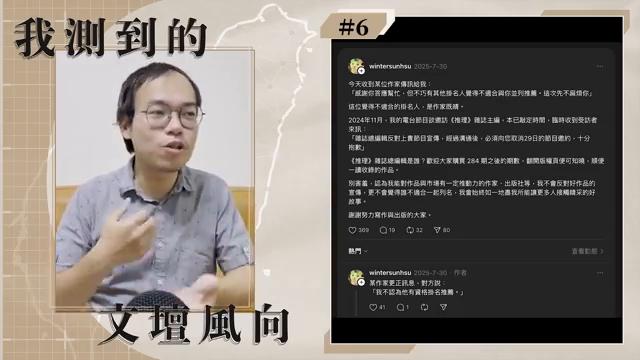 我測到的
文壇風向
#6
wintersunhsu 2025-7-30
今天收到某位作家傳訊給我:
「感謝你答應幫忙,但不巧有其他掛名人覺得不適合與你並列推薦。這次先不麻煩你」
這位覺得不適合的掛名人,是作家既晴。
2024年11月,我的電台節目欲邀訪《推理》雜誌主編,本已敲定時間,臨時收到受訪者
來訊:
「雜誌總編輯反對上貴節目宣傳,經過溝通後,必須向您取消29日的節目邀約,十分
抱歉」
《推理》雜誌總編輯是誰?歡迎大家購買 284 期之後的期數,翻開版權頁便可知曉,順便
一讀收錄的作品。
別害羞,認為我能對作品與市場有一定推動力的作家、出版社等,我不會反對好作品的
宣傳,更不會覺得誰不適合一起列名,我會始終如一地盡我所能讓更多人接觸精采的好
故事。
謝謝努力寫作與出版的大家。
369 19 32 80
熱門
查看動態
wintersunhsu 2025-7-30 · 作者
某作家更正訊息、對方說:
「我不認為他有資格掛名推薦。」
41 1